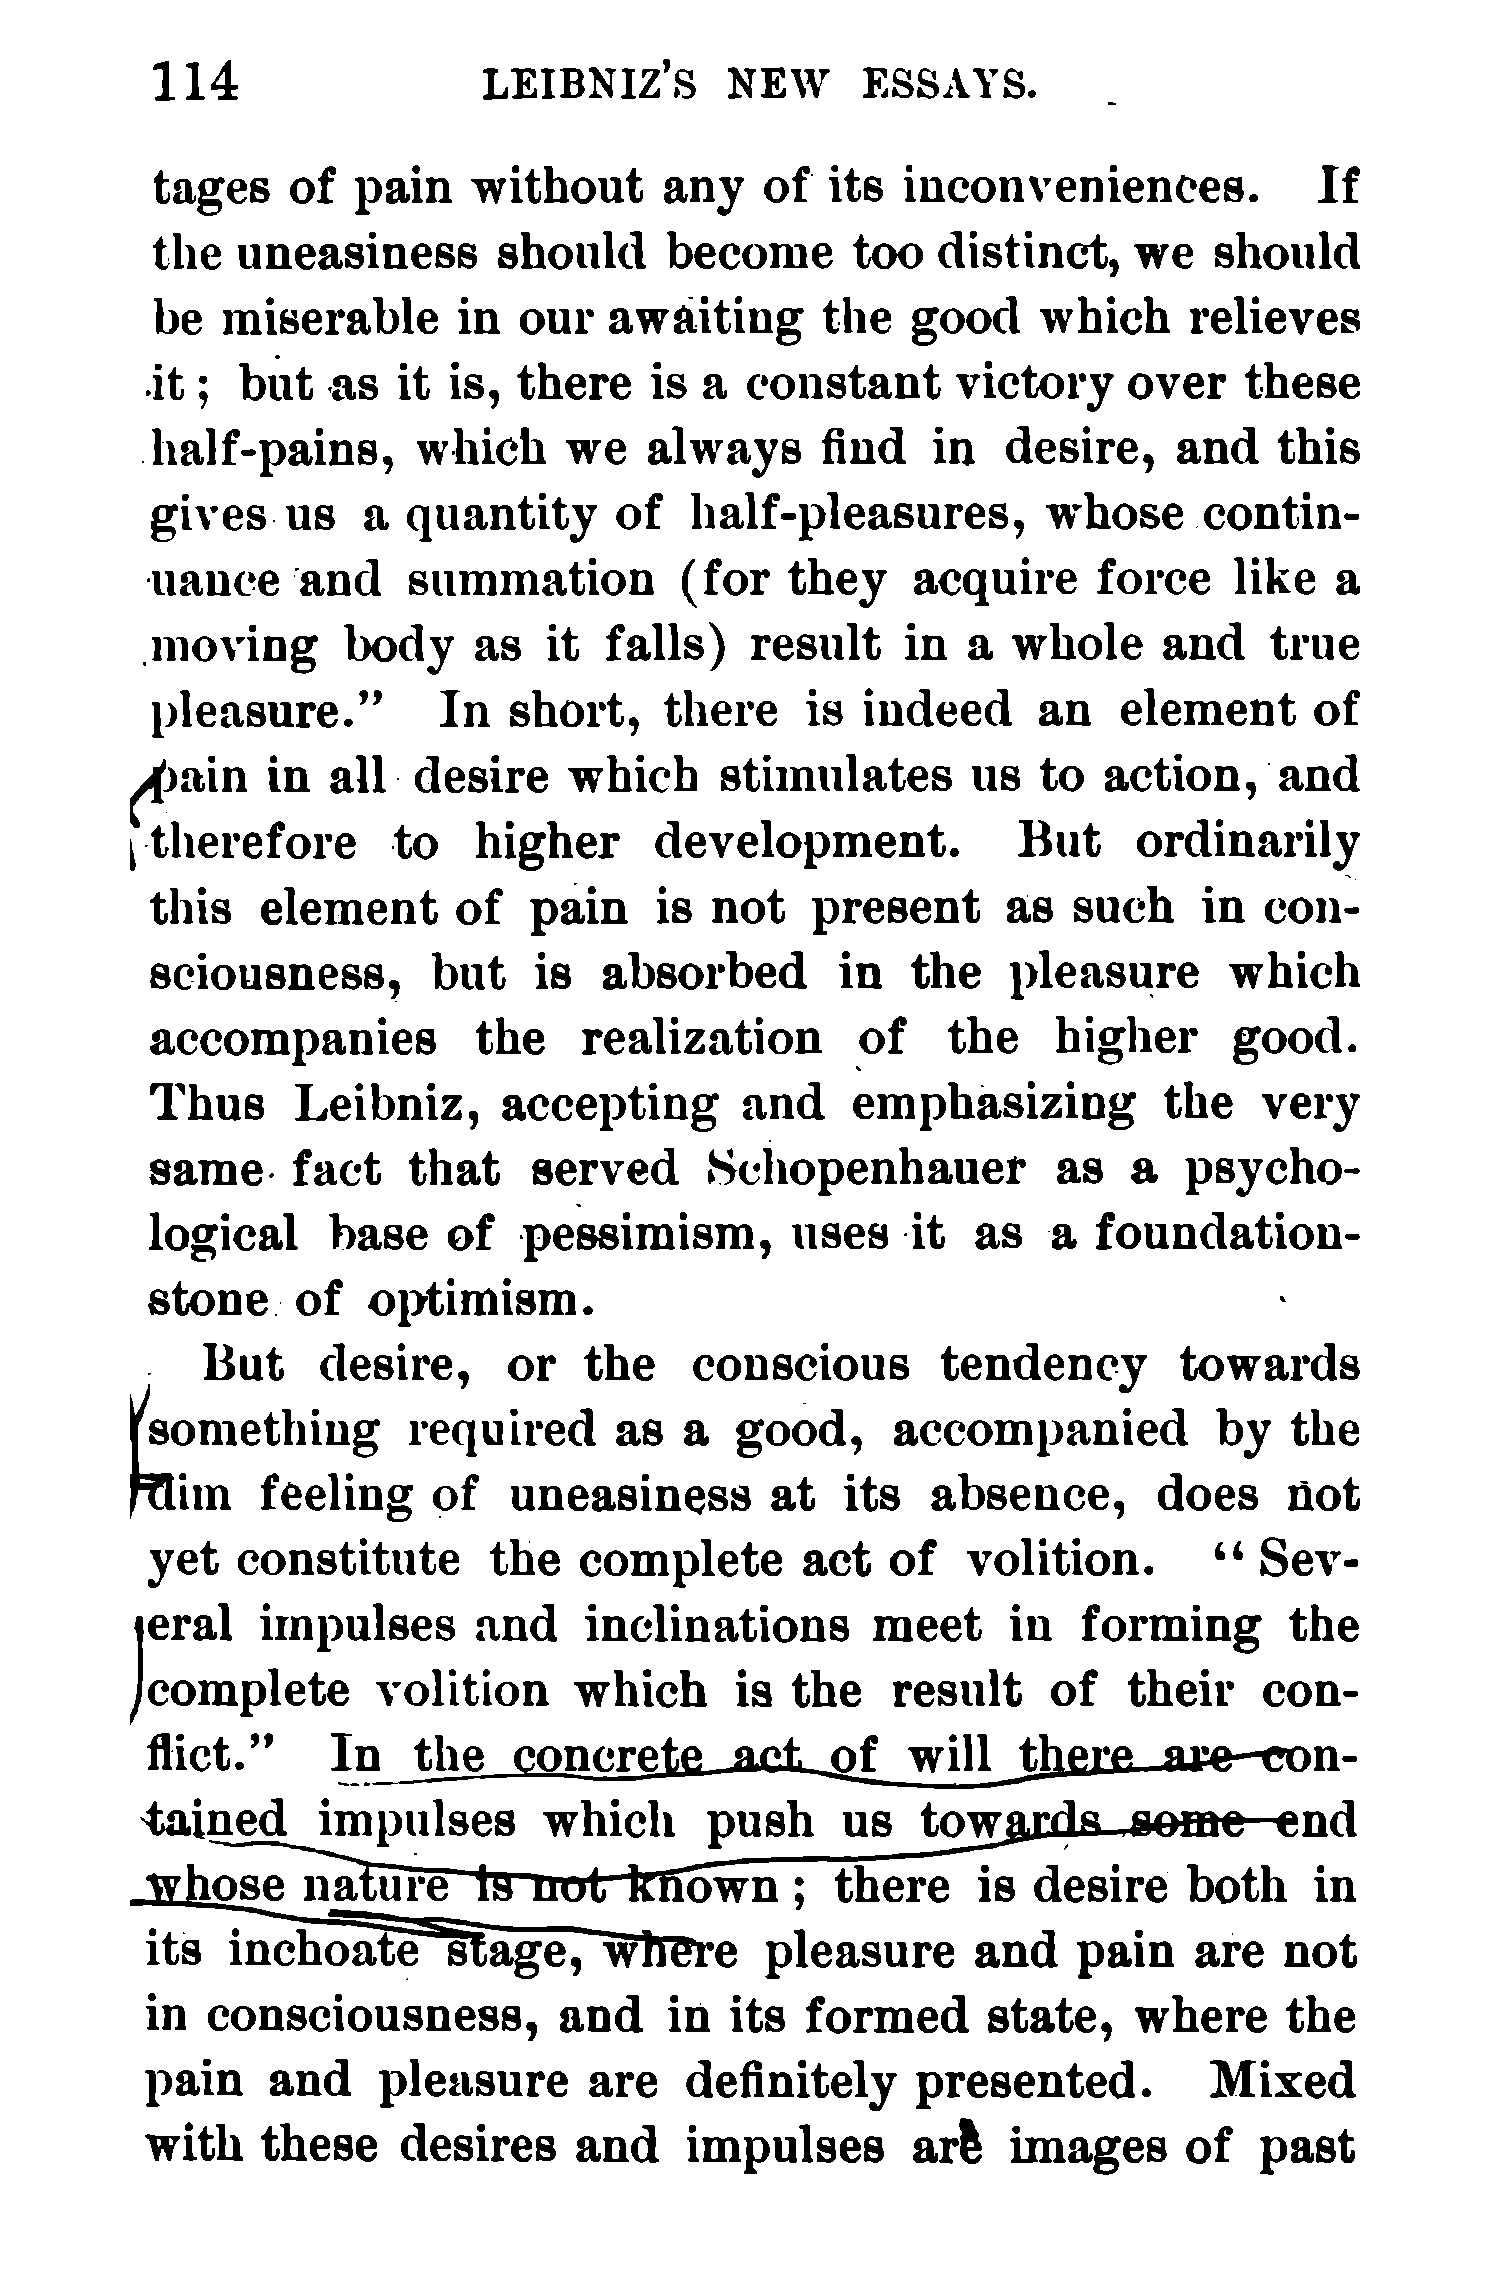 114 LEIBNIZ'S NEW ESSAYS.
tages of pain without any of its inconveniences. If
the uneasiness should become too distinct, we should
be miserable in our awaiting the good which relieves
it ; but as it is, there is a constant victory over these
half-pains, which we always find in desire, and this
gives us a quantity of half-pleasures, whose contin-
uance and summation (for they acquire force like a
moving body as it falls) result in a whole and true
pleasure." In short, there is indeed an element of
pain in all desire which stimulates us to action, and
therefore to higher development. But ordinarily
this element of pain is not present as such in con-
sciousness, but is absorbed in the pleasure which
accompanies the realization of the higher good.
Thus Leibniz, accepting and emphasizing the very
same fact that served Schopenhauer as a psycho-
logical base of pessimism, uses it as a foundation-
stone of optimism.
But desire, or the conscious tendency towards
something required as a good, accompanied by the
dim feeling of uneasiness at its absence, does not
yet constitute the complete act of volition. "Sev-
eral impulses and inclinations meet in forming the
complete volition which is the result of their con-
flict." In the concrete act of will there are con-
tained impulses which push us towards some end
whose nature is not known ; there is desire both in
its inchoate stage, where pleasure and pain are not
in consciousness, and in its formed state, where the
pain and pleasure are definitely presented. Mixed
with these desires and impulses are images of past